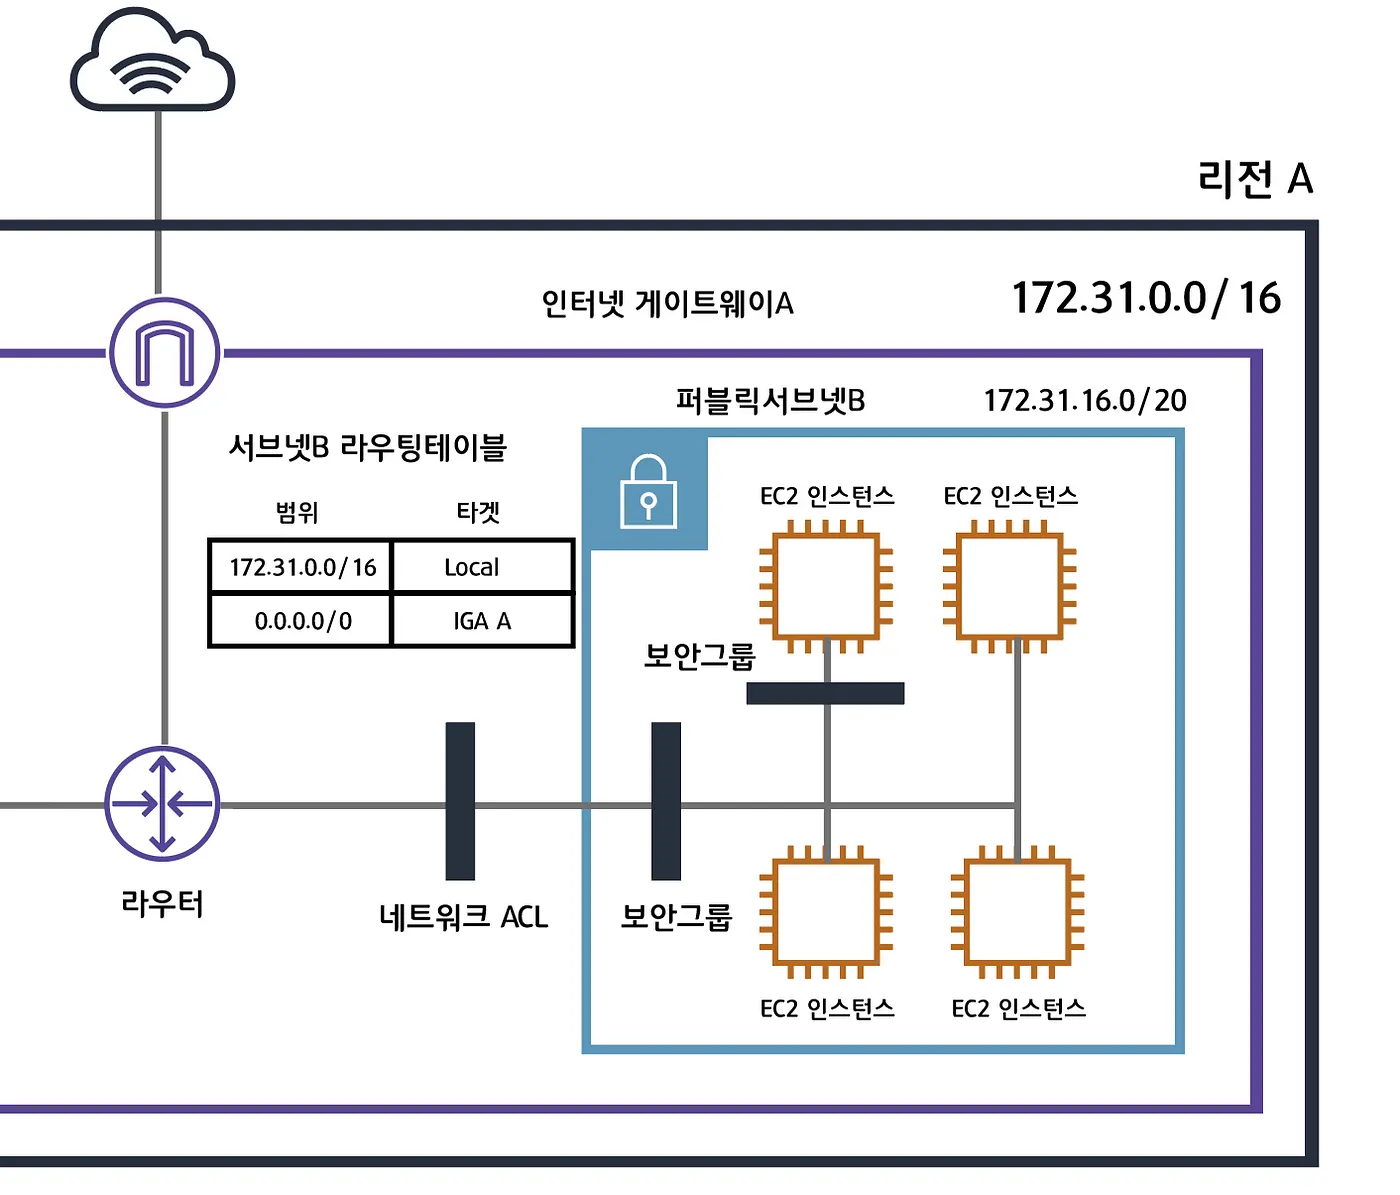 리전 A
인터넷 게이트웨이A
172.31.0.0/ 16
퍼블릭서브넷B
172.31.16.0/20
서브넷B 라우팅테이블
범위
타겟
172.31.0.0/ 16
Local
0.0.0.0/0
IGA A
EC2 인스턴스
EC2 인스턴스
보안그룹
라우터
네트워크 ACL
보안그룹
EC2 인스턴스
EC2 인스턴스